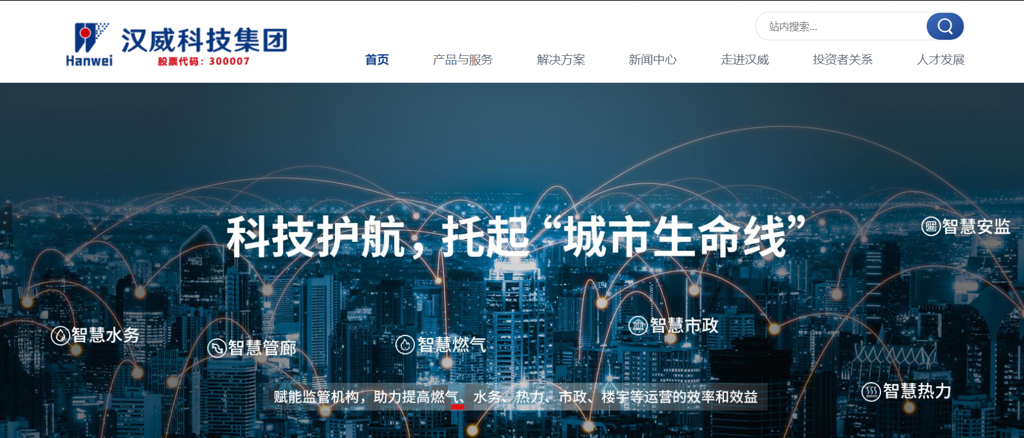 Hanwei
汉威科技集团
股票代码：300007
站内搜索...
首页 产品与服务 解决方案 新闻中心 走进汉威 投资者关系 人才发展
科技护航，托起“城市生命线”
智慧安监
智慧水务
智慧管廊
智慧燃气
智慧市政
智慧热力
赋能监管机构，助力提高燃气、水务、热力、市政、楼宇等运营的效率和效益